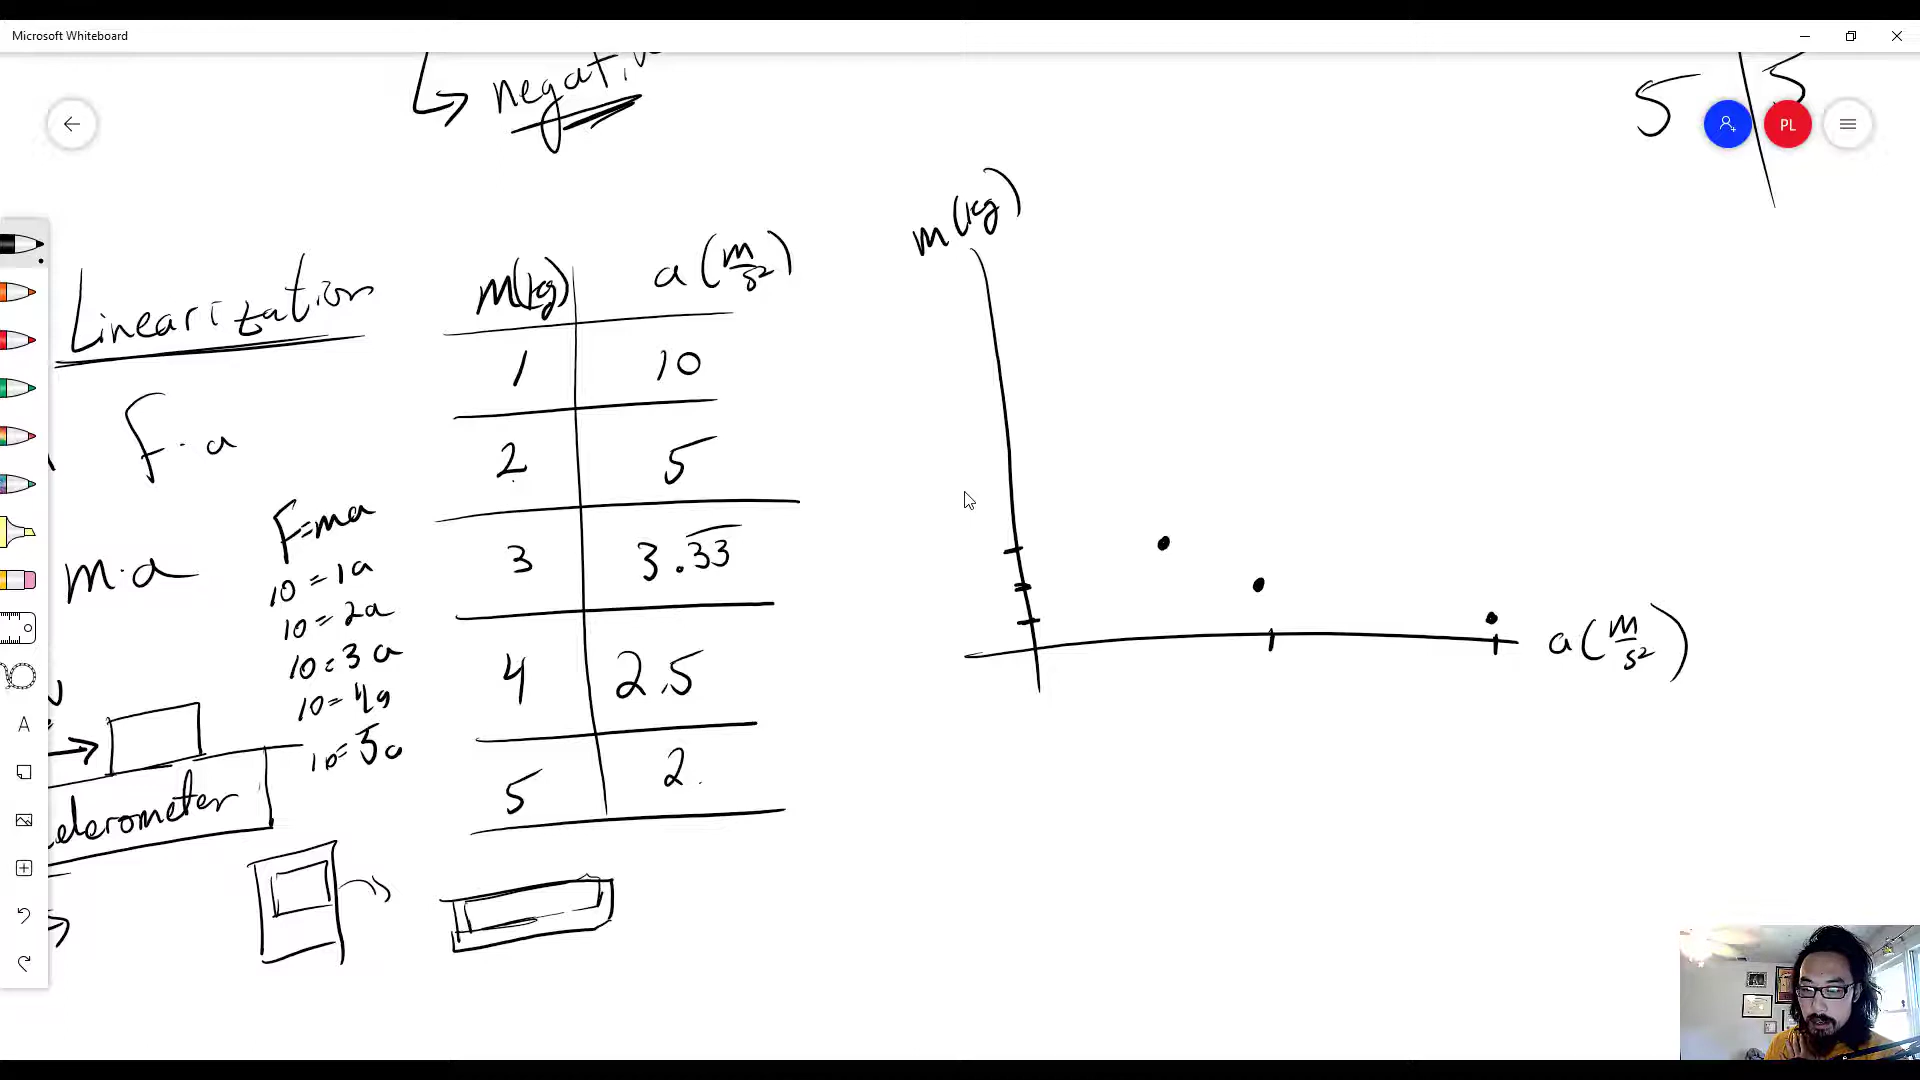 Microsoft Whiteboard
5 | 5
PL
Linearization
F · a
m · a
F=ma
10 = 1a
10 = 2a
10 = 3a
10 = 4a
10 = 5a
m(kg) a (m/s²)
1 10
2 5
3 3.33
4 2.5
5 2.
m(kg)
a (m/s²)
A